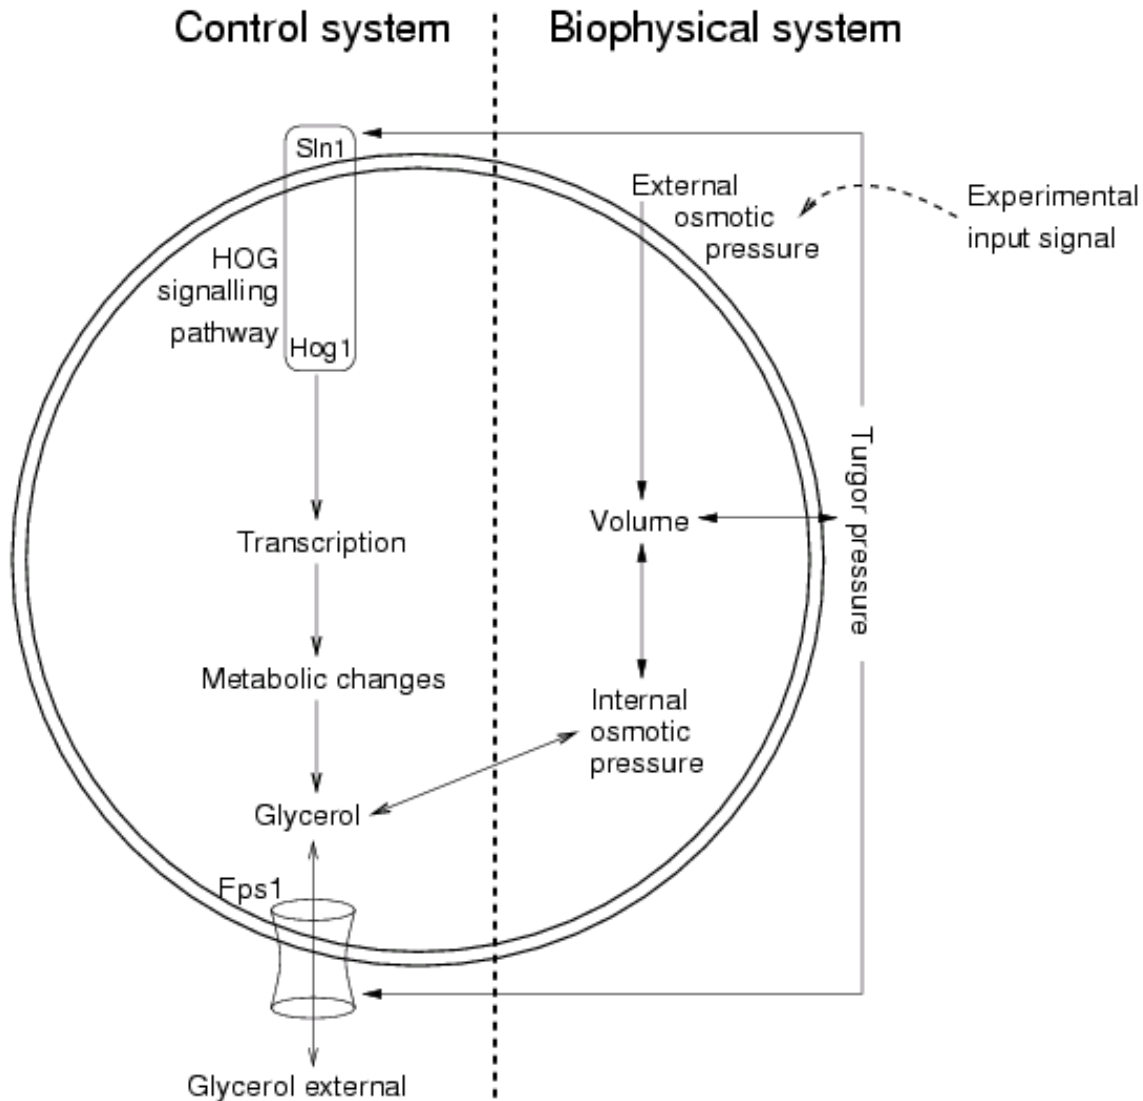 Control system
Biophysical system
Sln1
External
osmotic
pressure
Experimental
input signal
HOG
signalling
pathway
Hog1
Turgor pressure
Volume
Transcription
Metabolic changes
Internal
osmotic
pressure
Glycerol
Fps1
Glycerol external